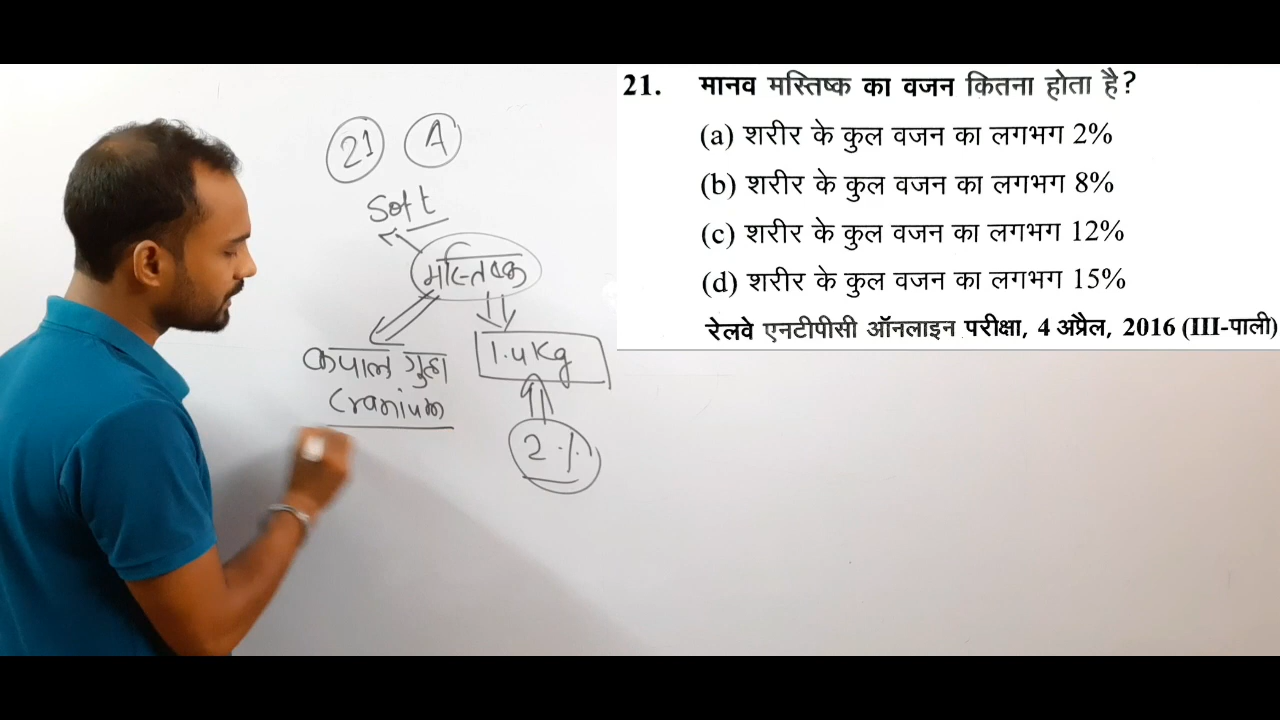 21. मानव मस्तिष्क का वजन कितना होता है?
(a) शरीर के कुल वजन का लगभग 2%
(b) शरीर के कुल वजन का लगभग 8%
(c) शरीर के कुल वजन का लगभग 12%
(d) शरीर के कुल वजन का लगभग 15%
रेलवे एनटीपीसी ऑनलाइन परीक्षा, 4 अप्रैल, 2016 (III-पाली)
21 A
Soft
मस्तिष्क
कपाल गुहा
Cranium
1.4Kg
2%